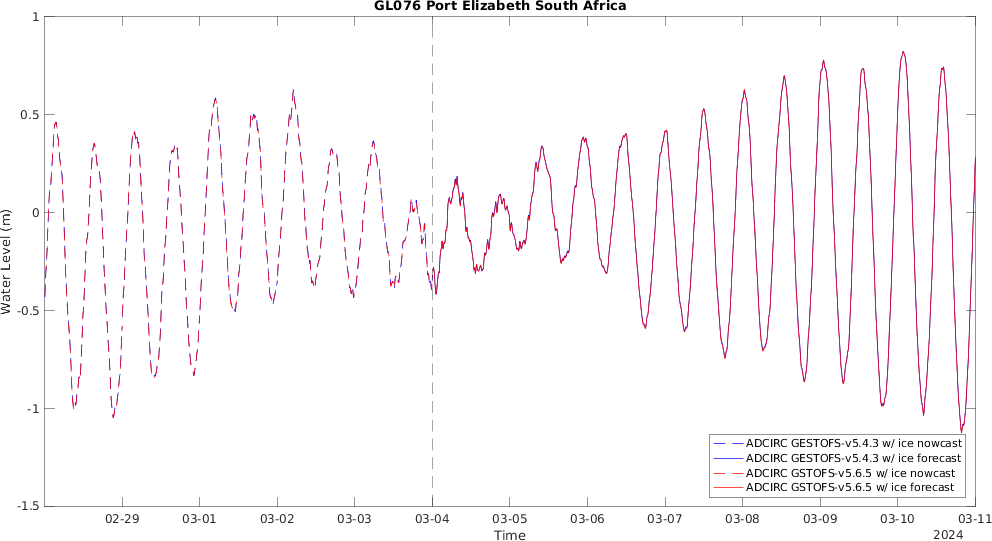 GL076 Port Elizabeth South Africa
1
0.5
0
-0.5
-1
-1.5
Water Level (m)
ADCIRC GESTOFS-v5.4.3 w/ ice nowcast
ADCIRC GESTOFS-v5.4.3 w/ ice forecast
ADCIRC GSTOFS-v5.6.5 w/ ice nowcast
ADCIRC GSTOFS-v5.6.5 w/ ice forecast
02-29 03-01 03-02 03-03 03-04 03-05 03-06 03-07 03-08 03-09 03-10 03-11
Time
2024